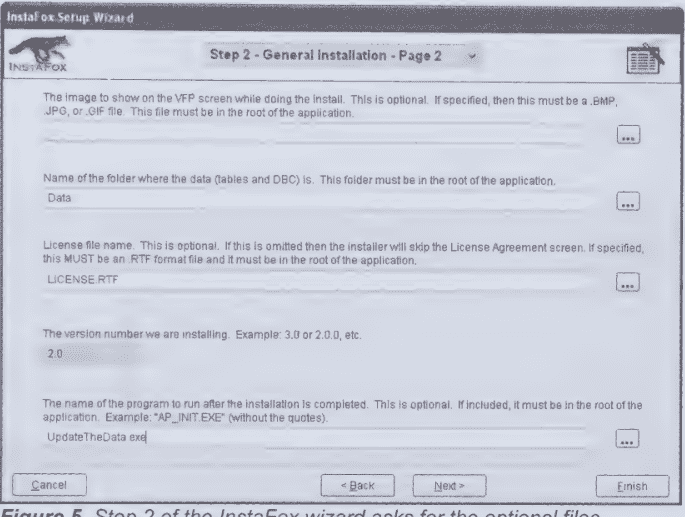 InstaFox Setup Wizard
INSTAFOX
Step 2 - General Installation - Page 2
The image to show on the VFP screen while doing the install. This is optional. If specified, then this must be a .BMP,
.JPG, or .GIF file. This file must be in the root of the application.
...
Name of the folder where the data (tables and DBC) is. This folder must be in the root of the application.
Data
...
License file name. This is optional. If this is omitted then the installer will skip the License Agreement screen. If specified,
this MUST be an .RTF format file and it must be in the root of the application.
LICENSE.RTF
...
The version number we are installing. Example: 3.0 or 2.0.0, etc.
2.0
The name of the program to run after the installation is completed. This is optional. If included, it must be in the root of the
application. Example: "AP_INIT.EXE" (without the quotes).
UpdateTheData exe
...
Cancel
< Back
Next >
Finish
Figure 5. Step 2 of the InstaFox wizard asks for the optional files